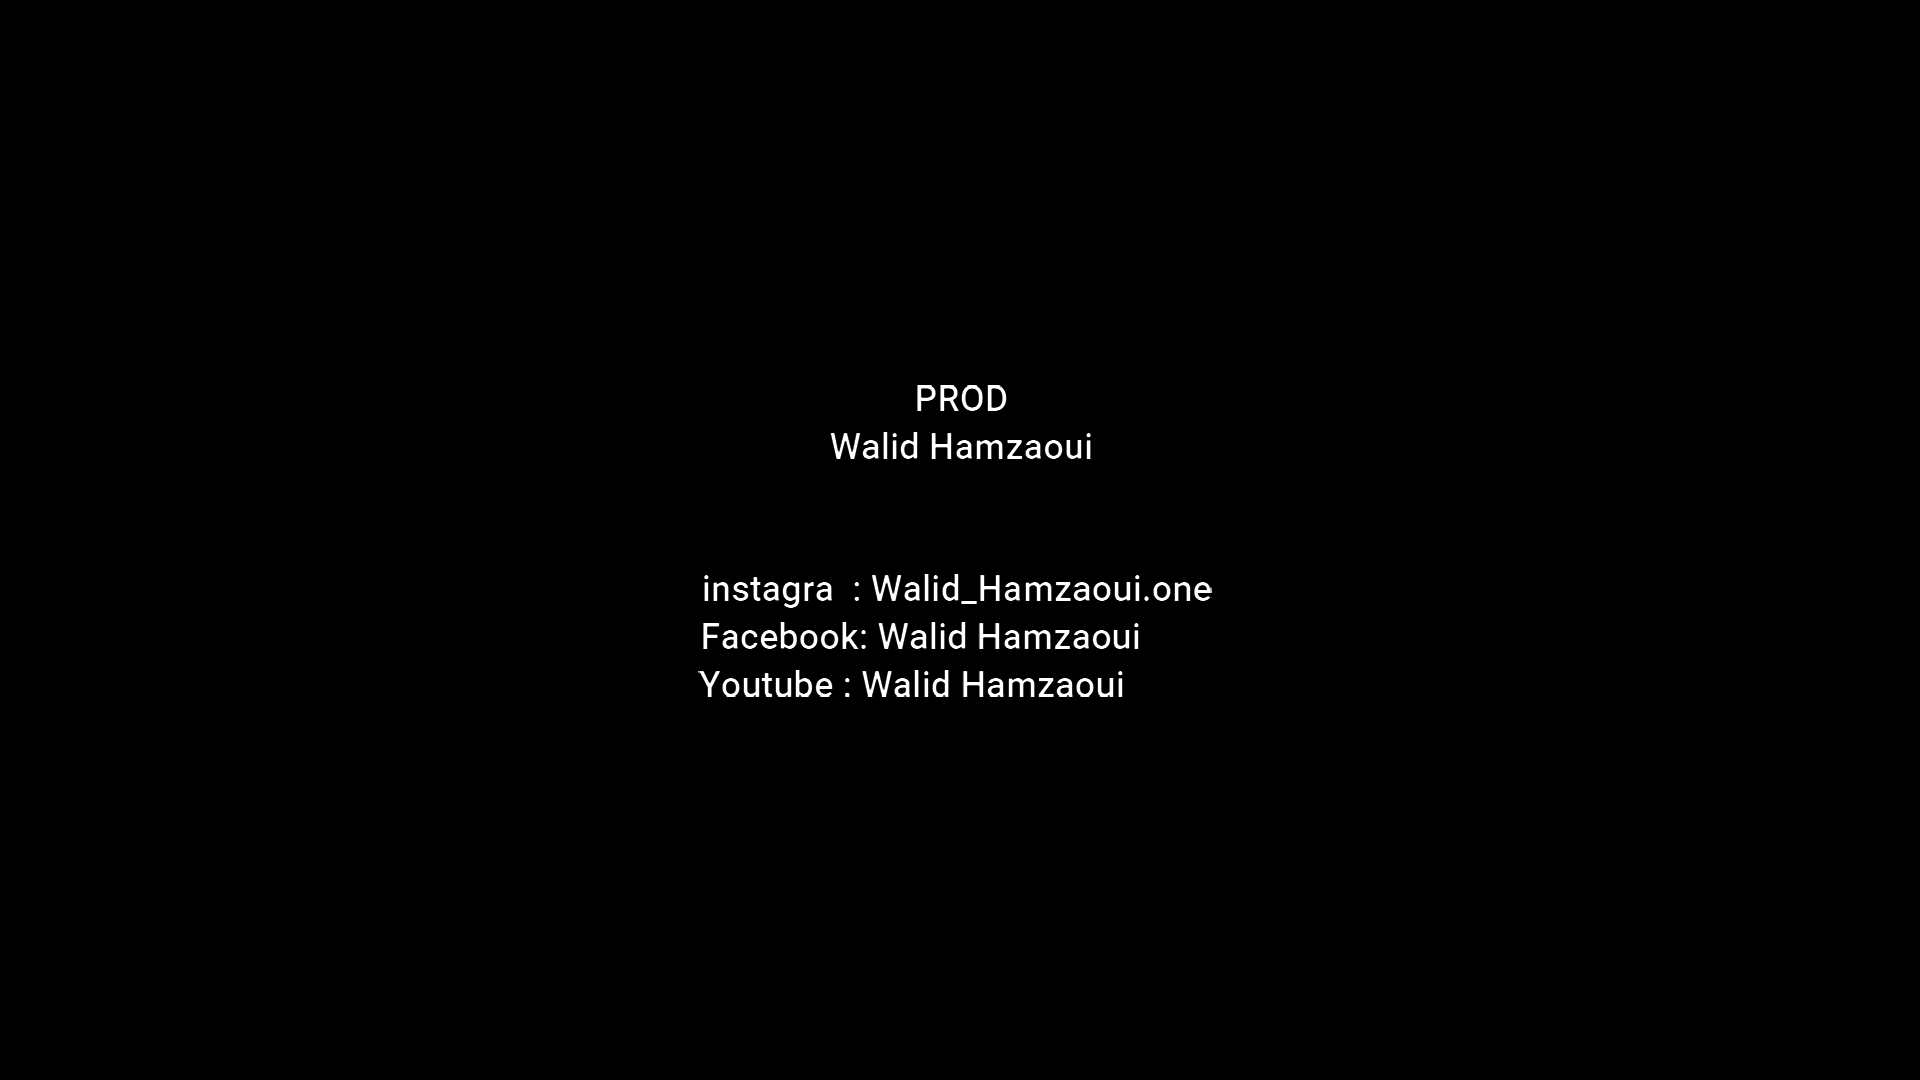 PROD
Walid Hamzaoui
instagra  : Walid_Hamzaoui.one
Facebook: Walid Hamzaoui
Youtube : Walid Hamzaoui